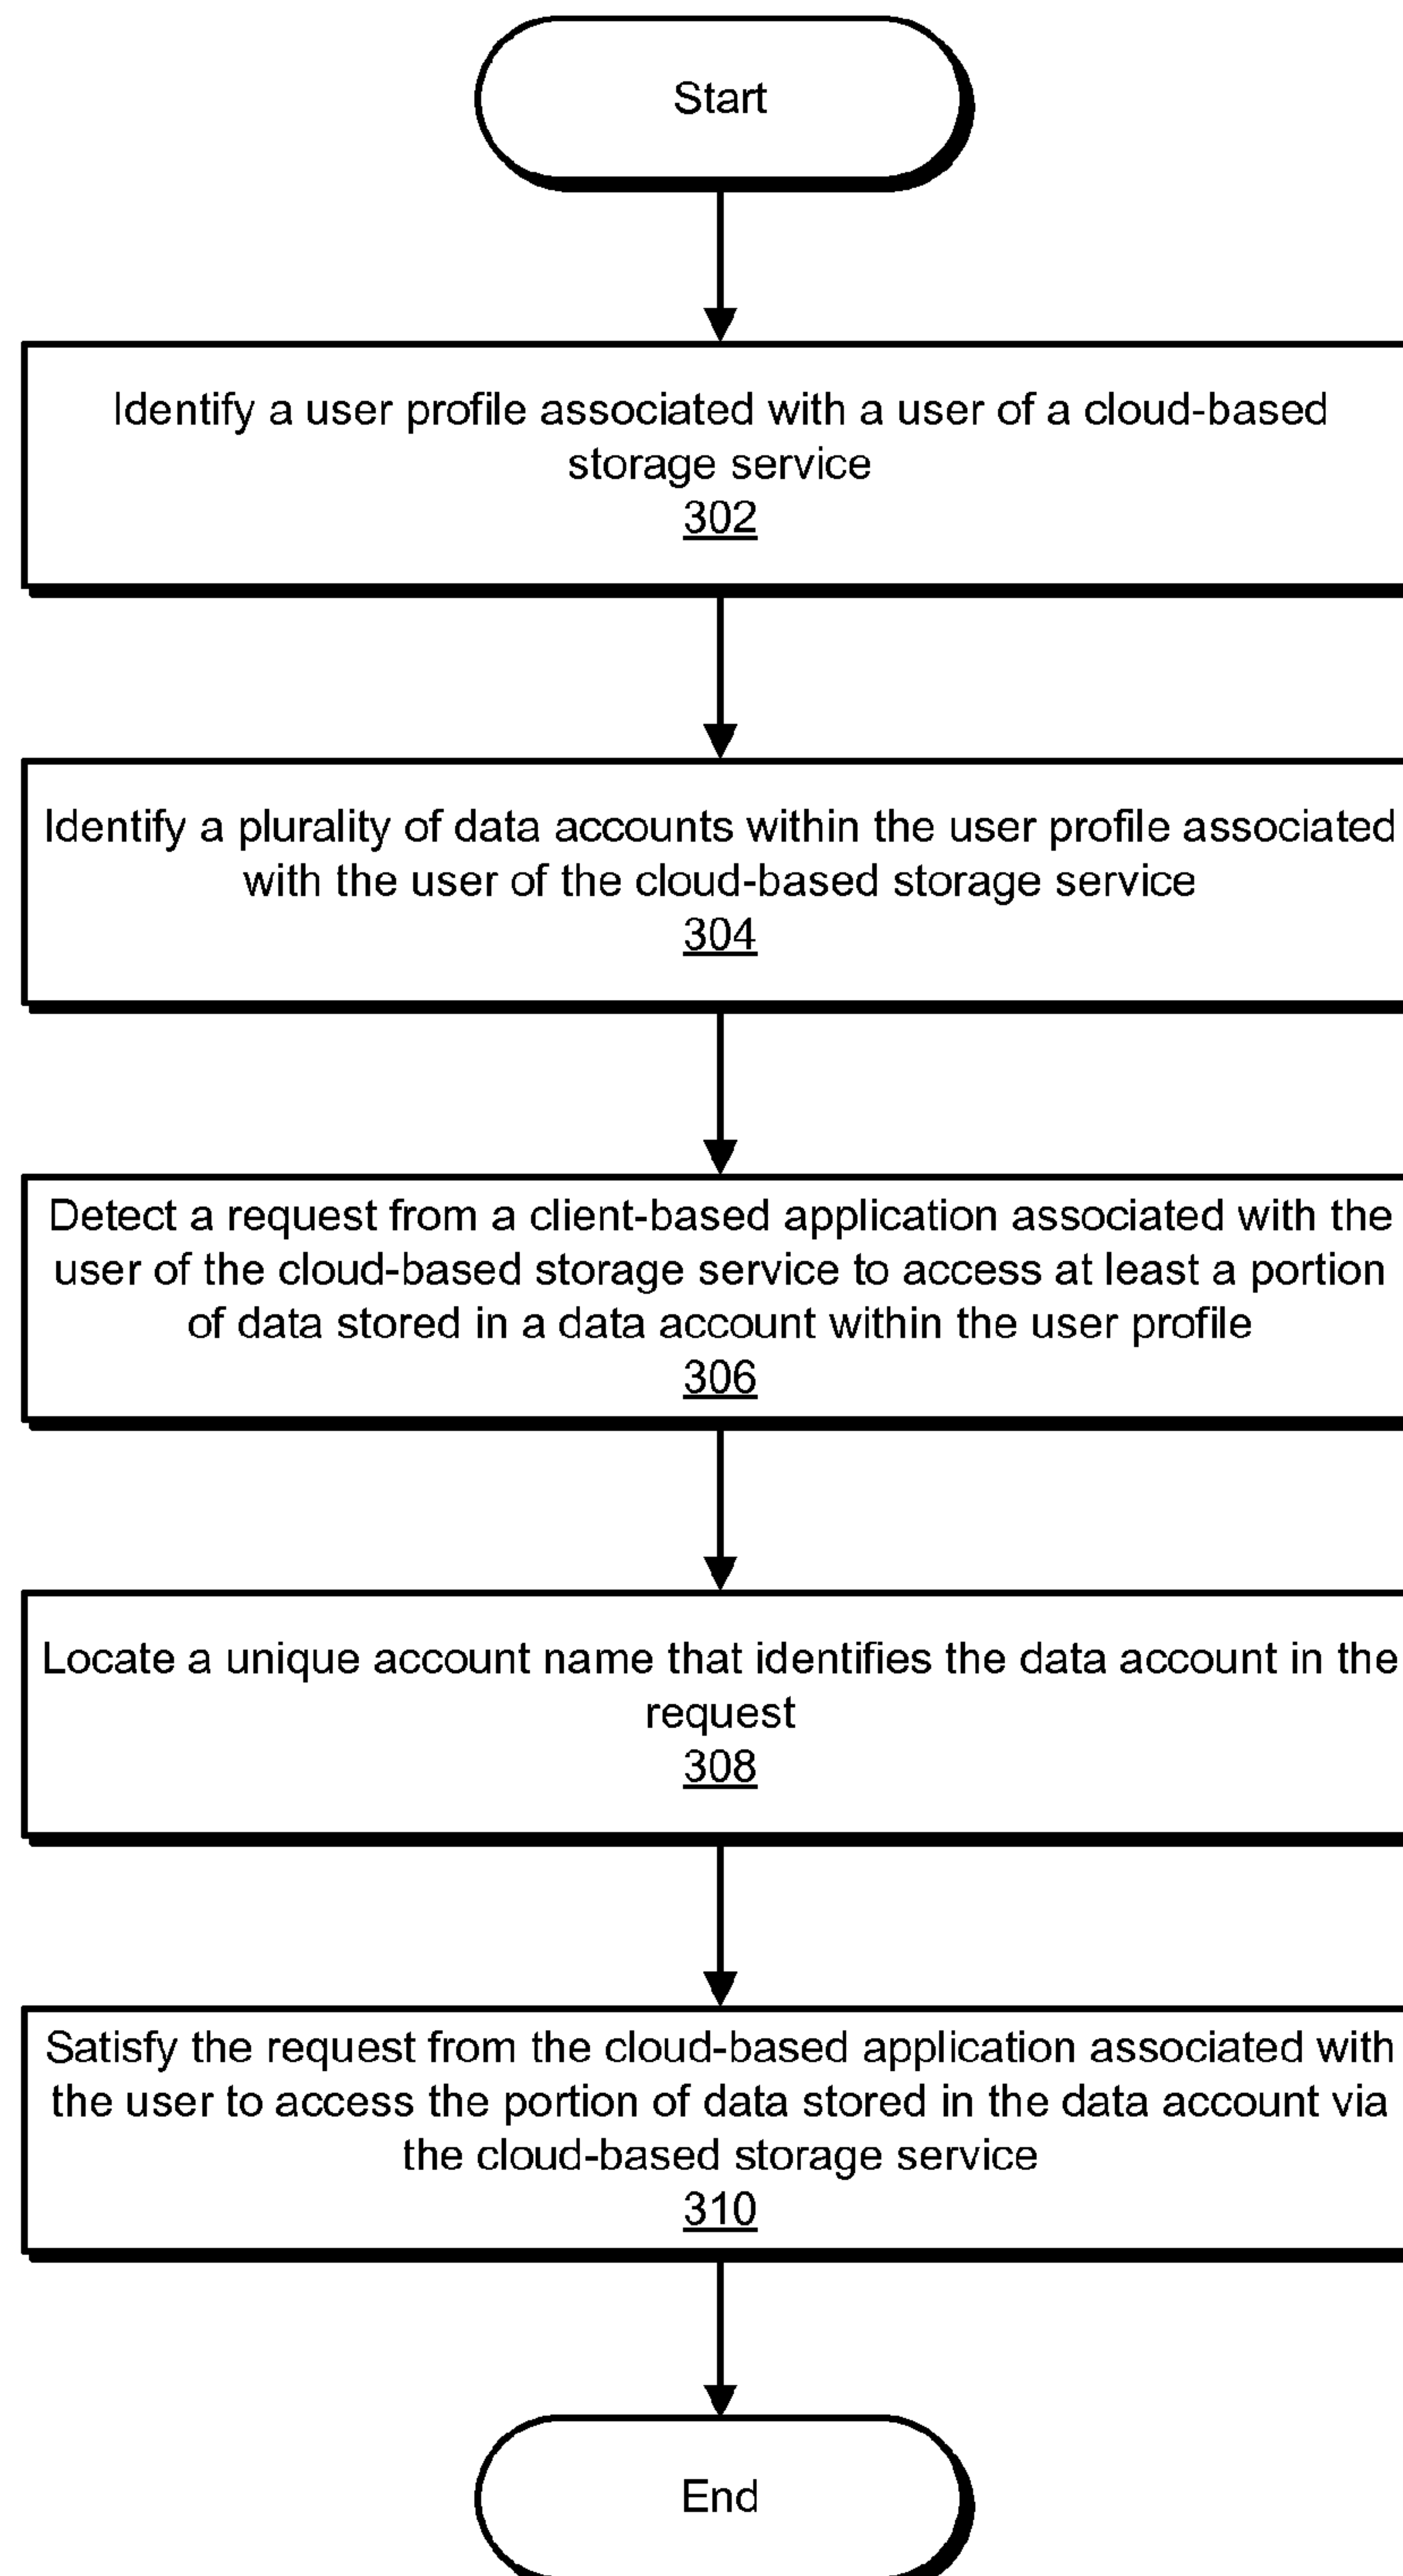 Start
Identify a user profile associated with a user of a cloud-based
storage service
302
Identify a plurality of data accounts within the user profile associated
with the user of the cloud-based storage service
304
Detect a request from a client-based application associated with the
user of the cloud-based storage service to access at least a portion
of data stored in a data account within the user profile
306
Locate a unique account name that identifies the data account in the
request
308
Satisfy the request from the cloud-based application associated with
the user to access the portion of data stored in the data account via
the cloud-based storage service
310
End